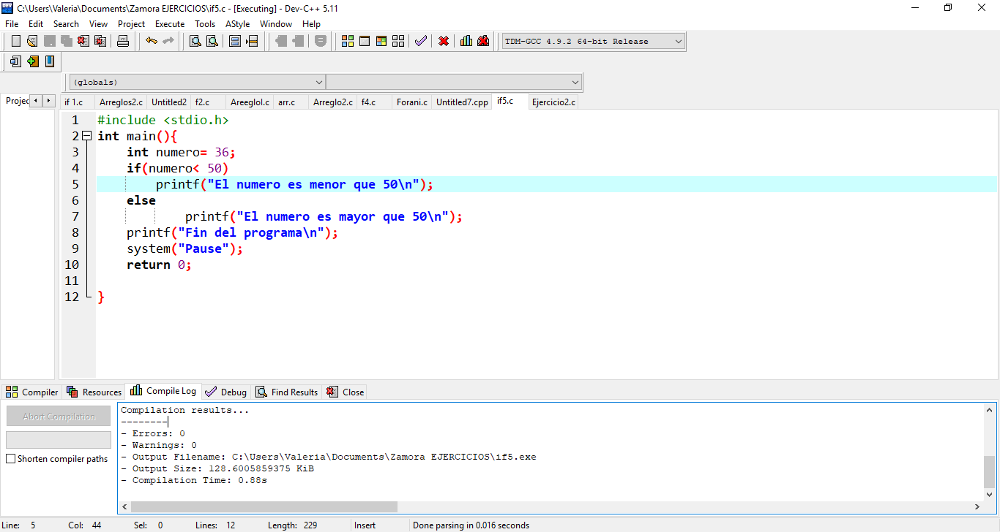 C:\Users\Valeria\Documents\Zamora EJERCICIOS\if5.c - [Executing] - Dev-C++ 5.11
File Edit Search View Project Execute Tools AStyle Window Help
TDM-GCC 4.9.2 64-bit Release
(globals)
Projec if 1.c Arreglos2.c Untitled2 f2.c Areeglol.c arr.c Arreglo2.c f4.c Forani.c Untitled7.cpp if5.c Ejercicio2.c
1 #include <stdio.h>
2 int main(){
3 int numero= 36;
4 if(numero< 50)
5 printf("El numero es menor que 50\n");
6 else
7 printf("El numero es mayor que 50\n");
8 printf("Fin del programa\n");
9 system("Pause");
10 return 0;
11
12 }
Compiler Resources Compile Log Debug Find Results Close
Abort Compilation
Shorten compiler paths
Compilation results...
--------
- Errors: 0
- Warnings: 0
- Output Filename: C:\Users\Valeria\Documents\Zamora EJERCICIOS\if5.exe
- Output Size: 128.6005859375 KiB
- Compilation Time: 0.88s
Line: 5 Col: 44 Sel: 0 Lines: 12 Length: 229 Insert Done parsing in 0.016 seconds